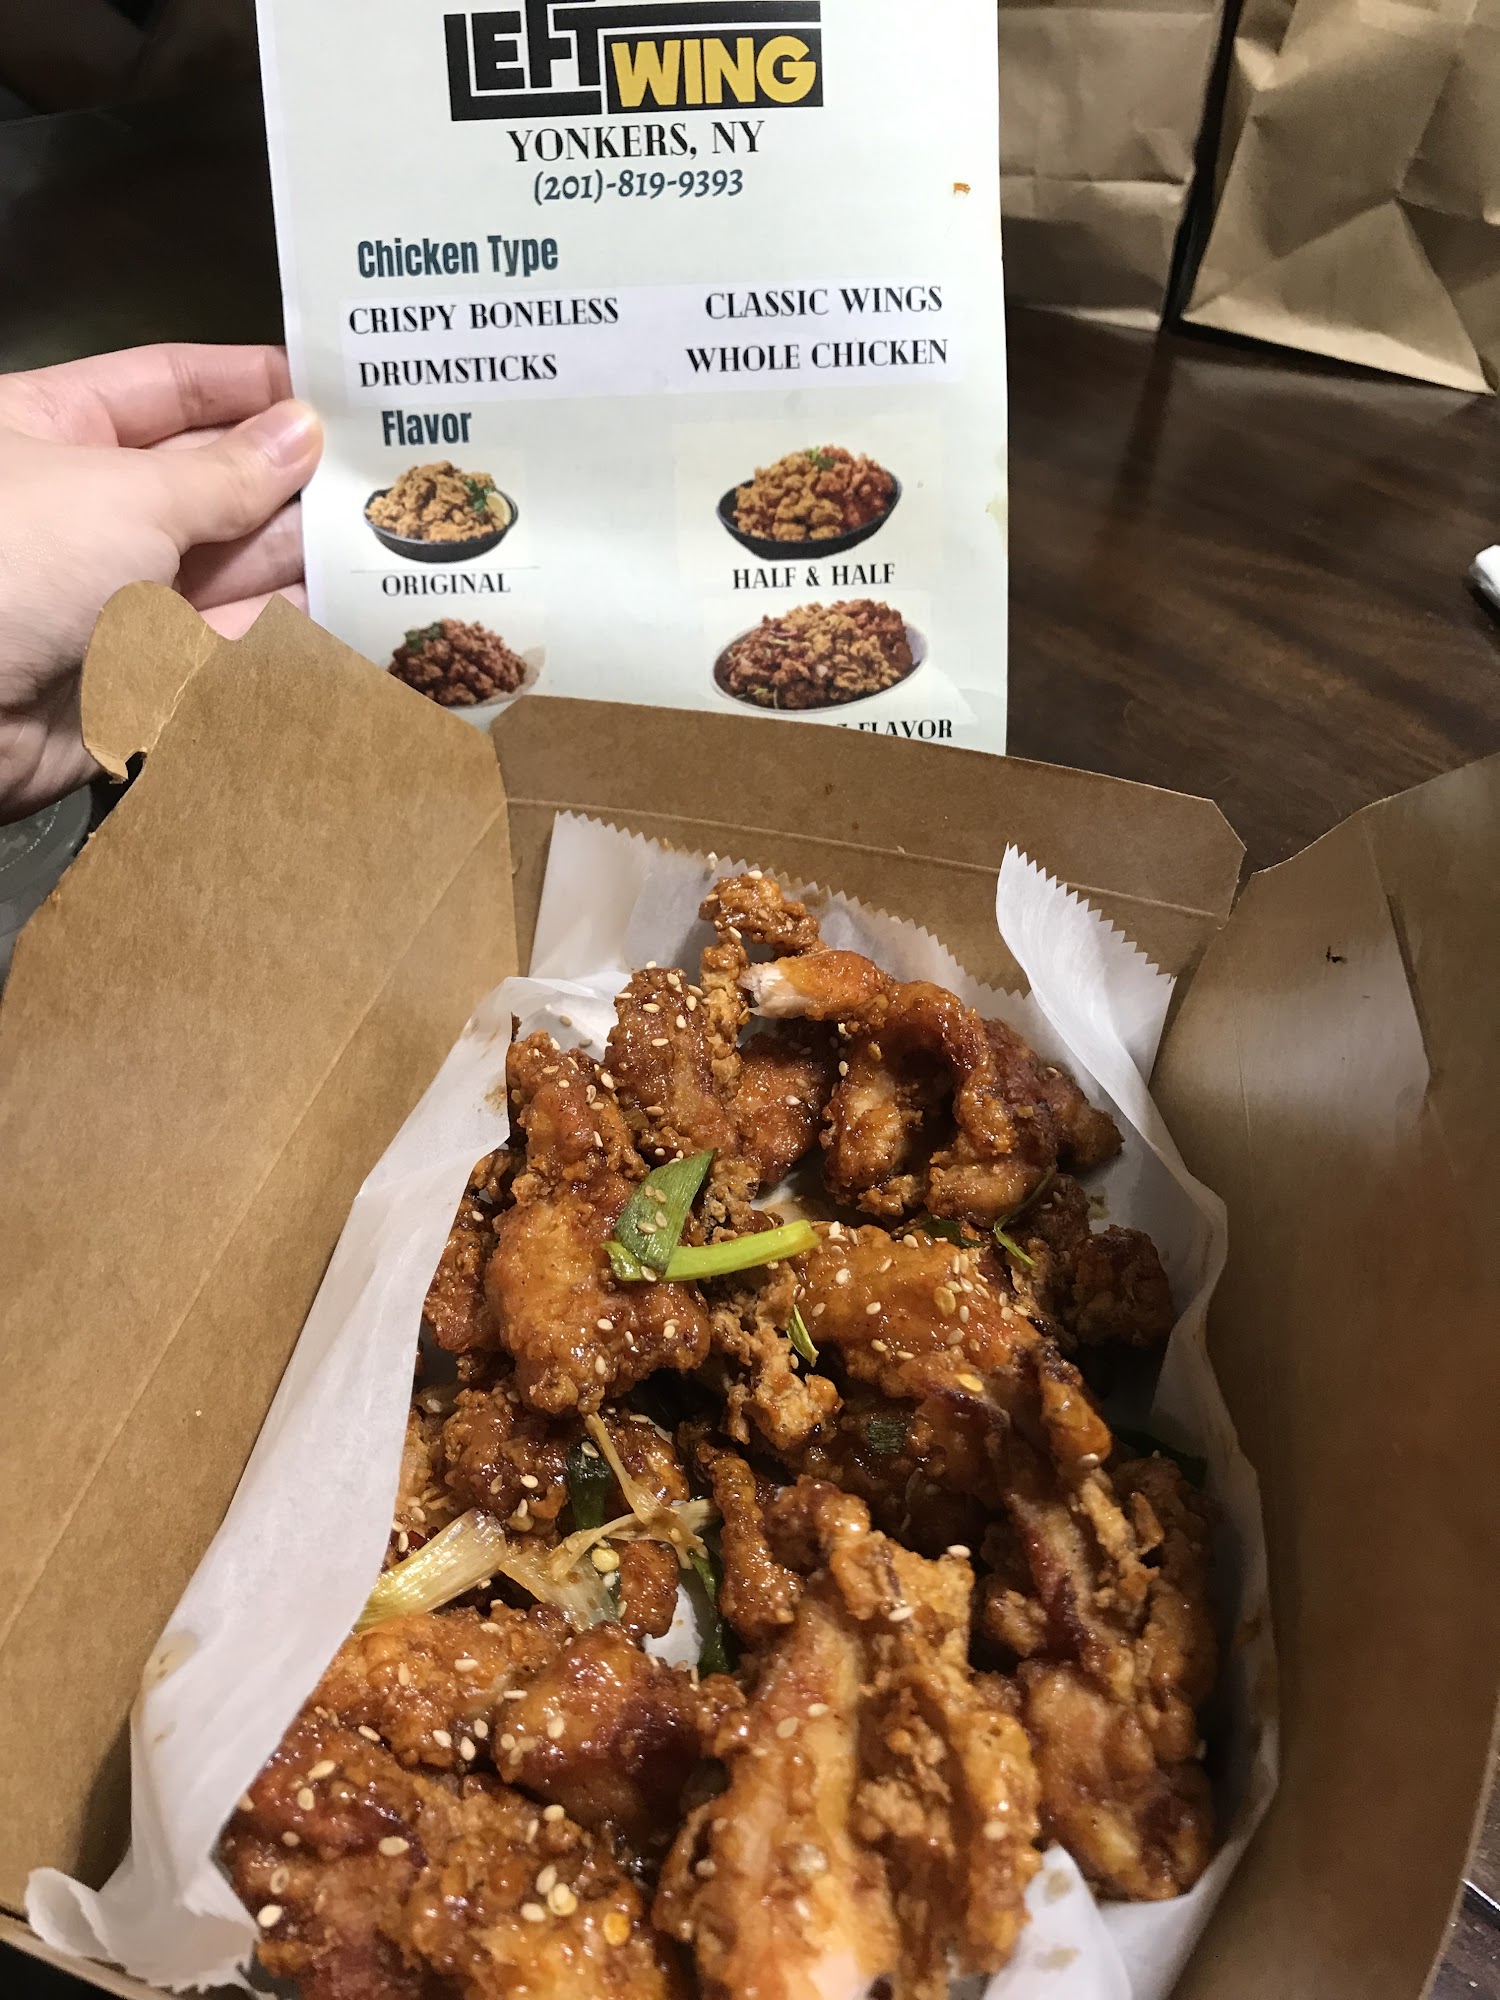 LEFT WING
YONKERS, NY
(201)-819-9393
Chicken Type
CRISPY BONELESS CLASSIC WINGS
DRUMSTICKS WHOLE CHICKEN
Flavor
ORIGINAL HALF & HALF
FLAVOR